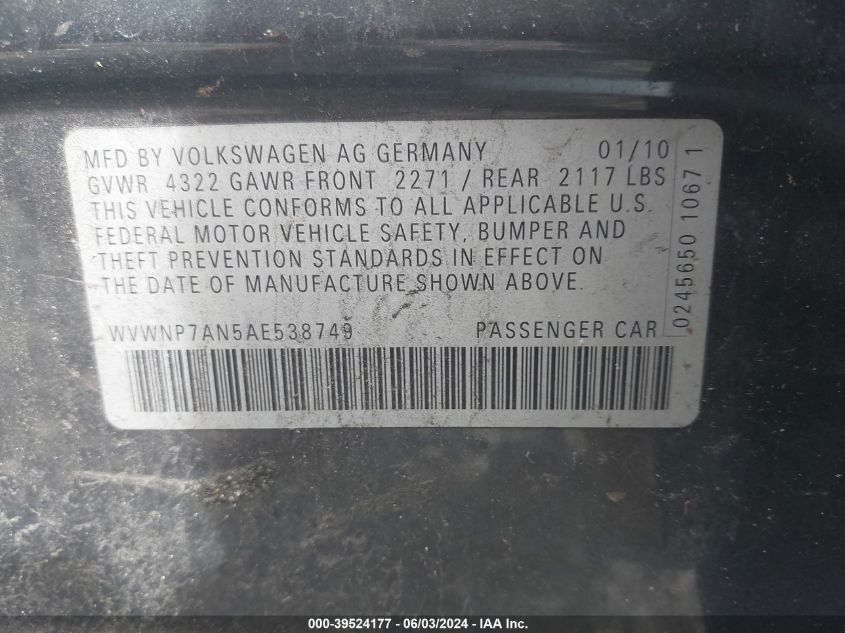 MFD BY VOLKSWAGEN AG GERMANY 01/10
GVWR 4322 GAWR FRONT 2271 / REAR 2117 LBS
THIS VEHICLE CONFORMS TO ALL APPLICABLE U.S.
FEDERAL MOTOR VEHICLE SAFETY, BUMPER AND
THEFT PREVENTION STANDARDS IN EFFECT ON
THE DATE OF MANUFACTURE SHOWN ABOVE.
WVWNP7AN5AE538749 PASSENGER CAR
0245650 1067 1
000-39524177 - 06/03/2024 - IAA Inc.